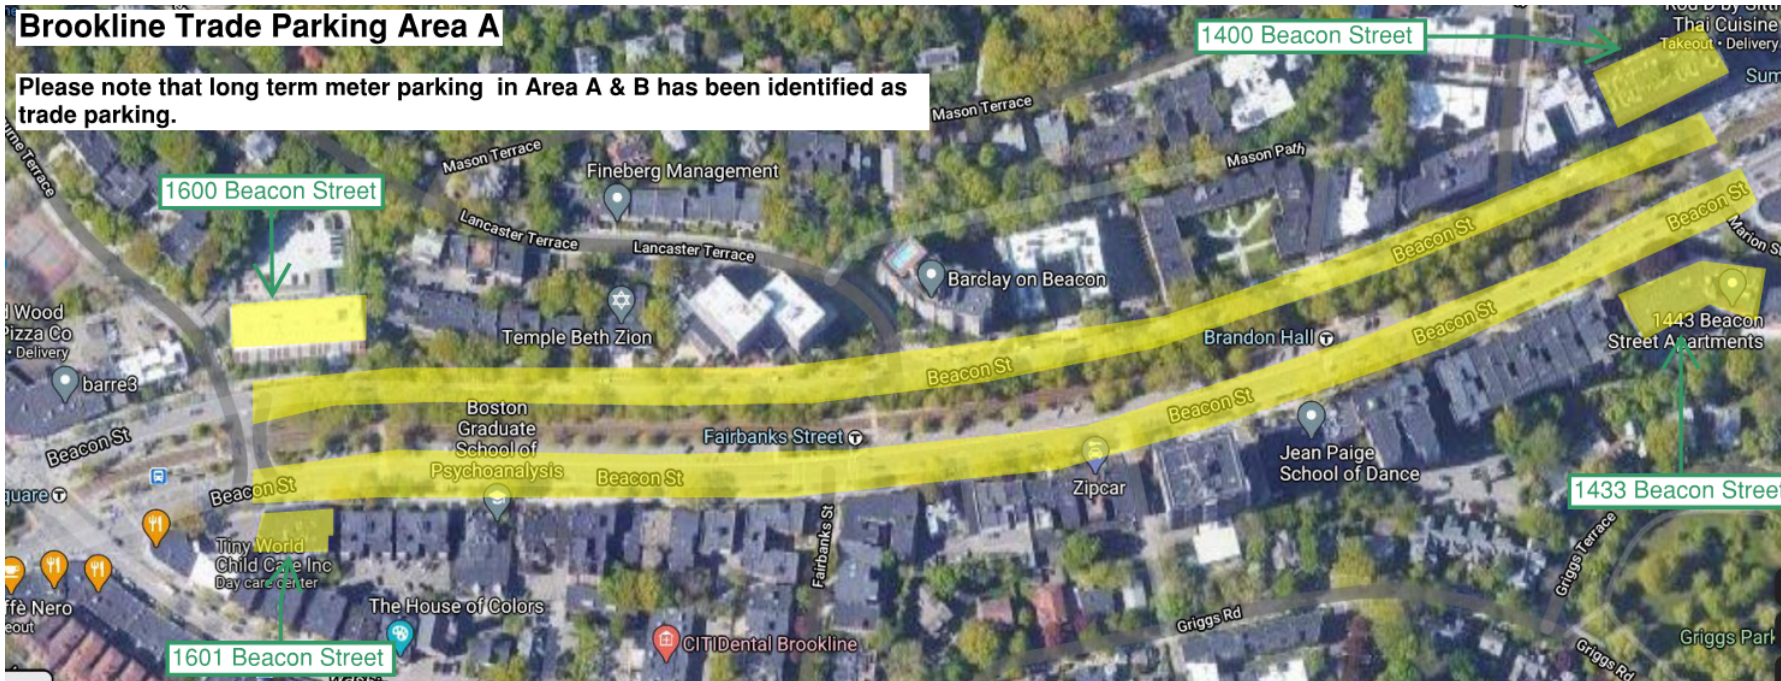 Brookline Trade Parking Area A
Please note that long term meter parking in Area A & B has been identified as
trade parking.
1400 Beacon Street
Thai Cuisine
Takeout • Delivery
Mason Terrace
Mason Terrace
Mason Path
Fineberg Management
1600 Beacon Street
Lancaster Terrace
Lancaster Terrace
Beacon St
Beacon St
Barclay on Beacon
Wood
Pizza Co
• Delivery
Temple Beth Zion
Brandon Hall
Beacon St
1443 Beacon
Street Apartments
barre3
Beacon St
Beacon St
Boston
Graduate
School of
Psychoanalysis
Fairbanks Street
Beacon St
Jean Paige
School of Dance
Beacon St
Beacon St
Zipcar
1433 Beacon Street
Fairbanks St
Tiny World
Child Care Inc
Day care center
Griggs Terrace
The House of Colors
Griggs Rd
CITIDental Brookline
Griggs Park
Griggs Rd
1601 Beacon Street